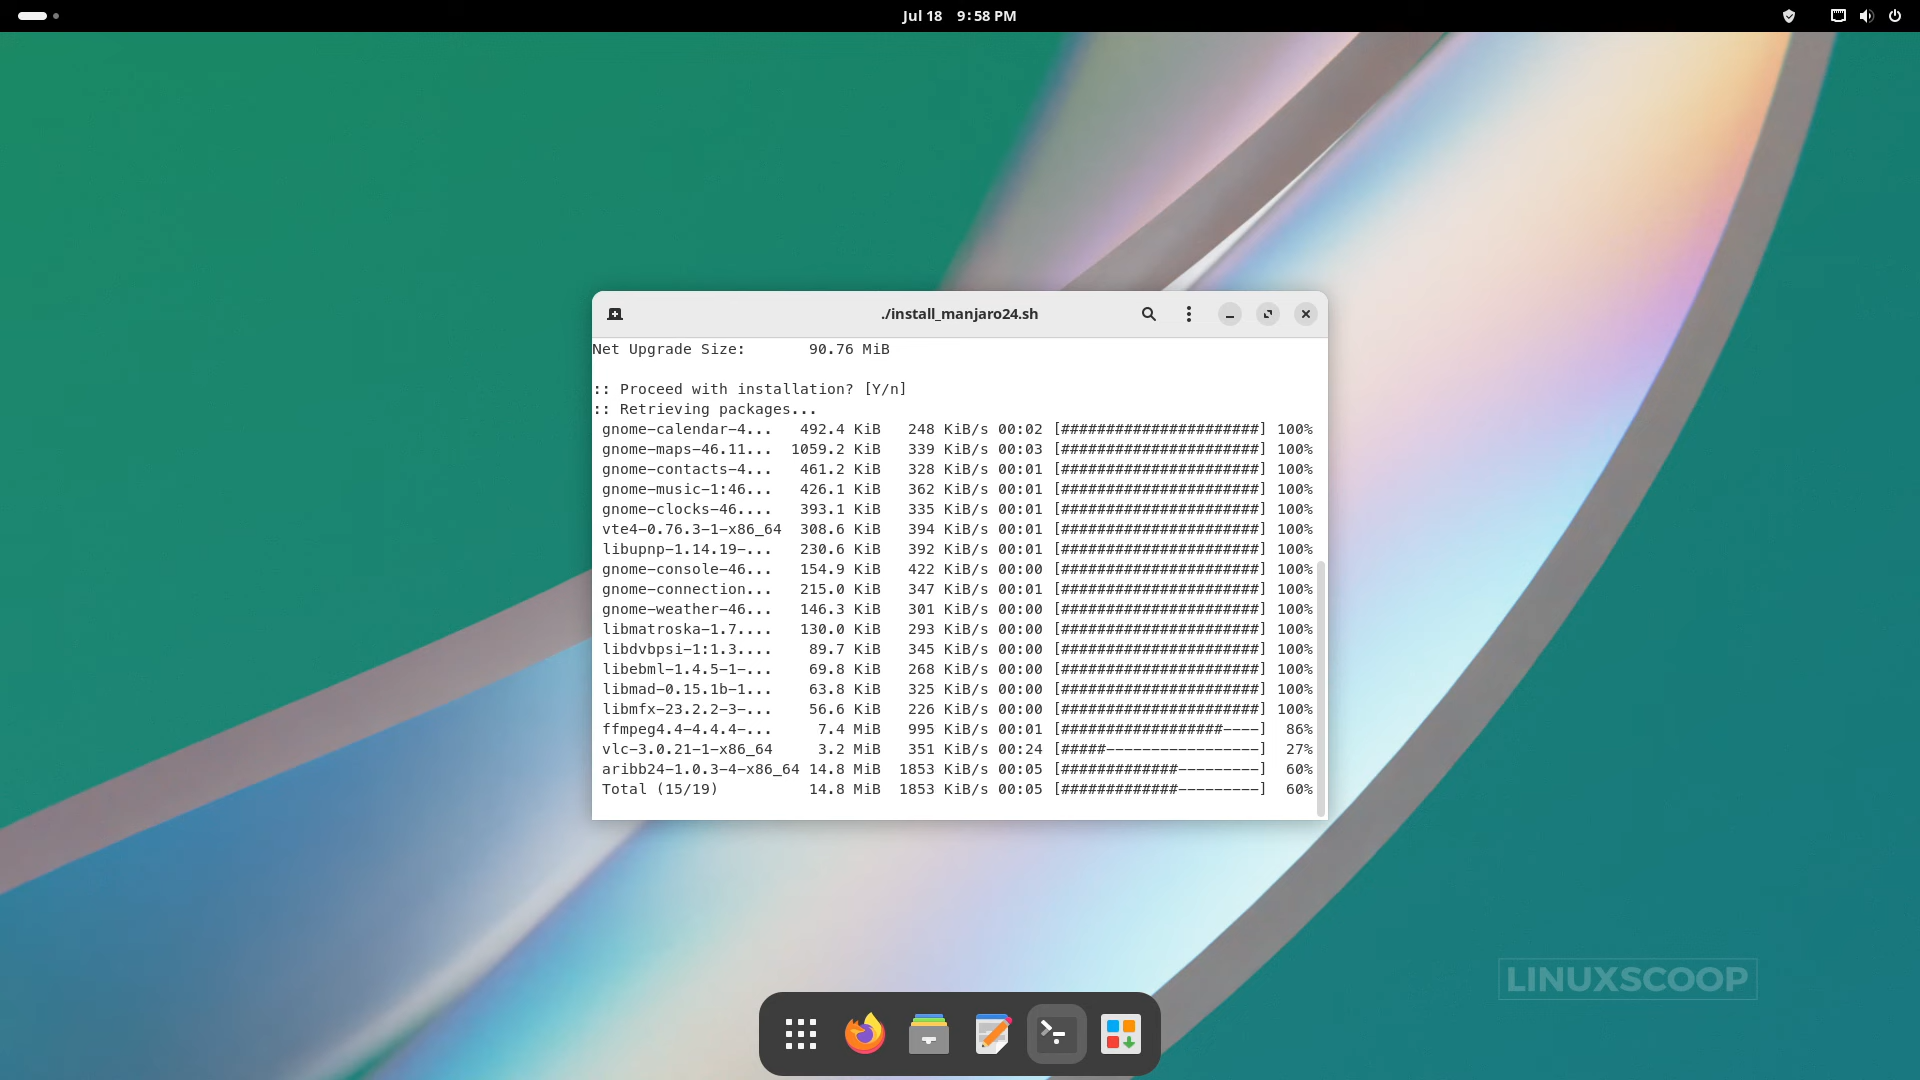 Jul 18 9:58 PM
./install_manjaro24.sh
Net Upgrade Size:       90.76 MiB
:: Proceed with installation? [Y/n]
:: Retrieving packages...
gnome-calendar-4...   492.4 KiB   248 KiB/s 00:02 [######################] 100%
gnome-maps-46.11...  1059.2 KiB   339 KiB/s 00:03 [######################] 100%
gnome-contacts-4...   461.2 KiB   328 KiB/s 00:01 [######################] 100%
gnome-music-1:46...   426.1 KiB   362 KiB/s 00:01 [######################] 100%
gnome-clocks-46....   393.1 KiB   335 KiB/s 00:01 [######################] 100%
vte4-0.76.3-1-x86_64  308.6 KiB   394 KiB/s 00:01 [######################] 100%
libupnp-1.14.19-...   230.6 KiB   392 KiB/s 00:01 [######################] 100%
gnome-console-46...   154.9 KiB   422 KiB/s 00:00 [######################] 100%
gnome-connection...   215.0 KiB   347 KiB/s 00:01 [######################] 100%
gnome-weather-46...   146.3 KiB   301 KiB/s 00:00 [######################] 100%
libmatroska-1.7....   130.0 KiB   293 KiB/s 00:00 [######################] 100%
libdvbpsi-1:1.3....    89.7 KiB   345 KiB/s 00:00 [######################] 100%
libebml-1.4.5-1-...    69.8 KiB   268 KiB/s 00:00 [######################] 100%
libmad-0.15.1b-1...    63.8 KiB   325 KiB/s 00:00 [######################] 100%
libmfx-23.2.2-3-...    56.6 KiB   226 KiB/s 00:00 [######################] 100%
ffmpeg4.4-4.4.4-...     7.4 MiB   995 KiB/s 00:01 [##################----]  86%
vlc-3.0.21-1-x86_64     3.2 MiB   351 KiB/s 00:24 [#####-----------------]  27%
aribb24-1.0.3-4-x86_64 14.8 MiB  1853 KiB/s 00:05 [#############---------]  60%
Total (15/19)          14.8 MiB  1853 KiB/s 00:05 [#############---------]  60%
LINUXSCOOP